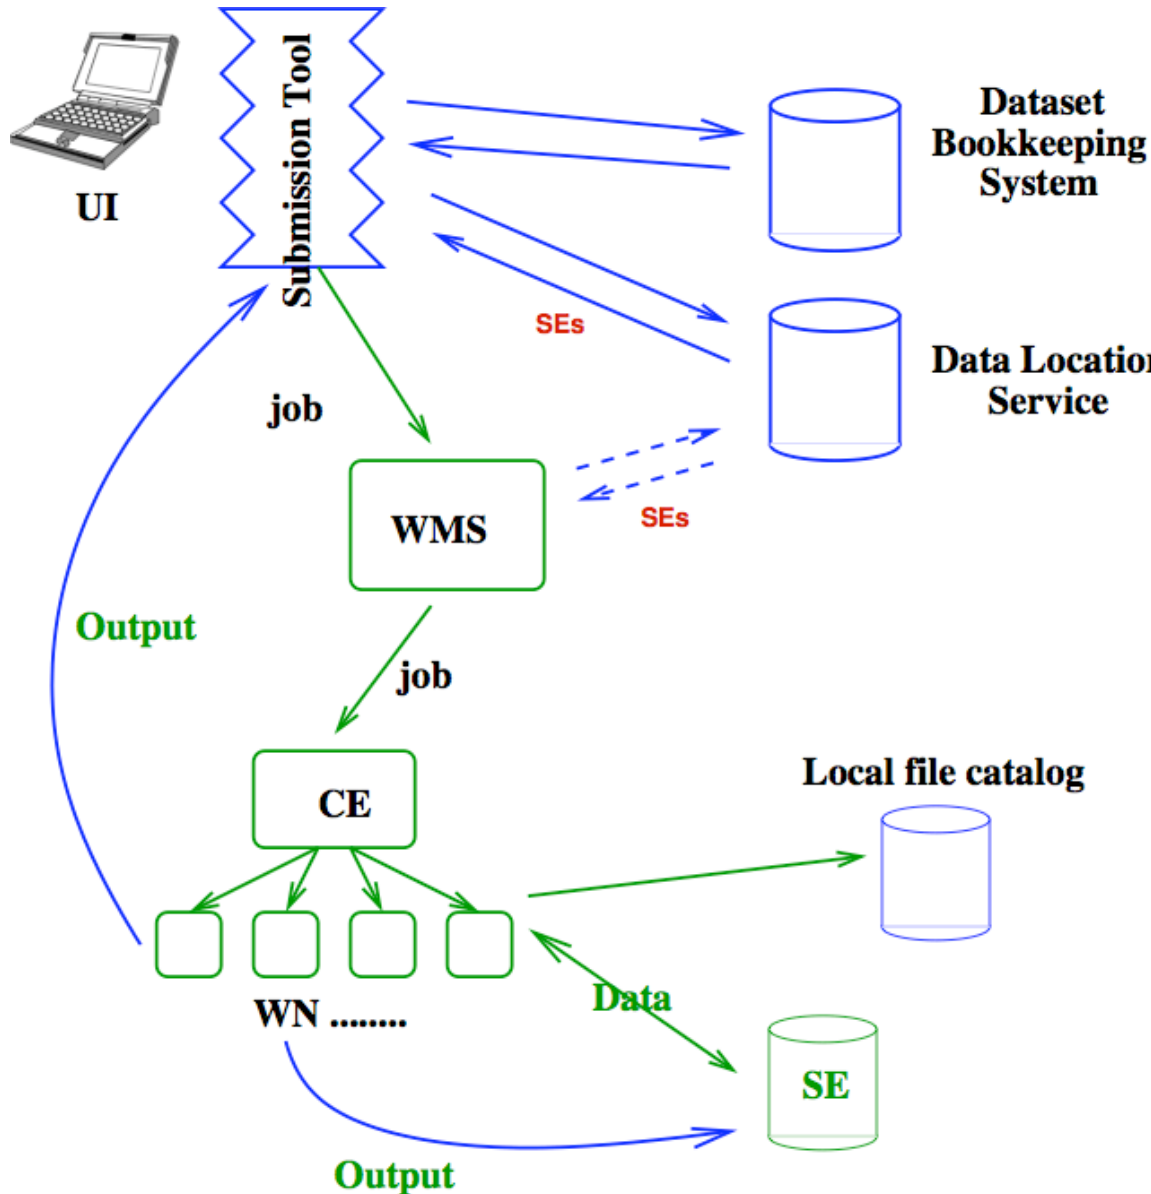 Submission Tool
UI
Dataset
Bookkeeping
System
SEs
Data Location
Service
job
WMS
SEs
Output
job
CE
Local file catalog
WN ........
Data
SE
Output